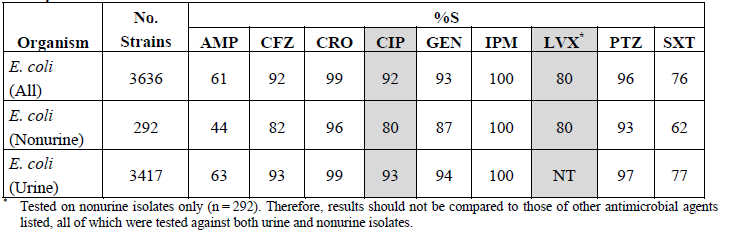 Organism No. Strains %S
AMP CFZ CRO CIP GEN IPM LVX* PTZ SXT
E. coli (All) 3636 61 92 99 92 93 100 80 96 76
E. coli (Nonurine) 292 44 82 96 80 87 100 80 93 62
E. coli (Urine) 3417 63 93 99 93 94 100 NT 97 77
* Tested on nonurine isolates only (n = 292). Therefore, results should not be compared to those of other antimicrobial agents
listed, all of which were tested against both urine and nonurine isolates.